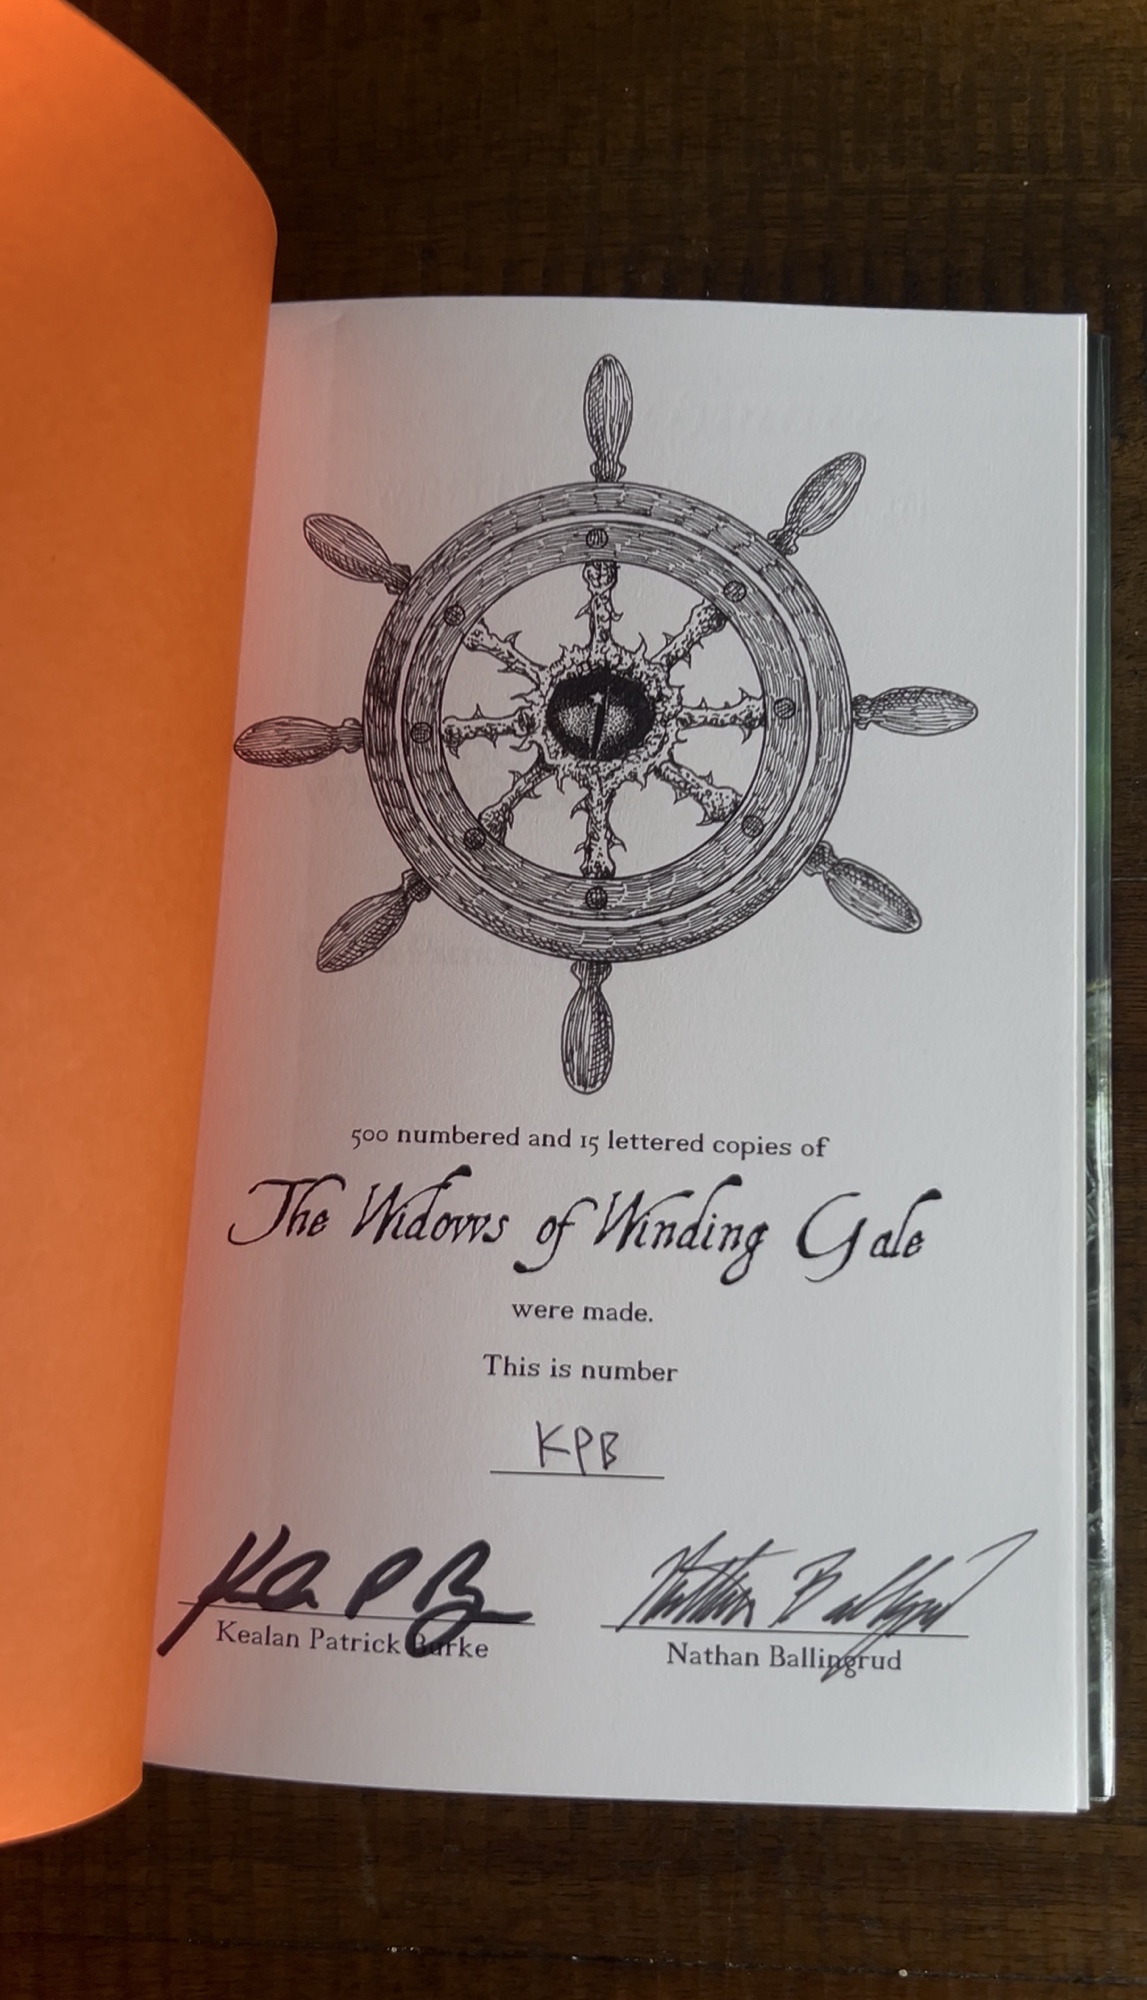 500 numbered and 15 lettered copies of
The Widows of Winding Gale
were made.
This is number
KPB
Kealan Patrick Burke
Nathan Ballingrud